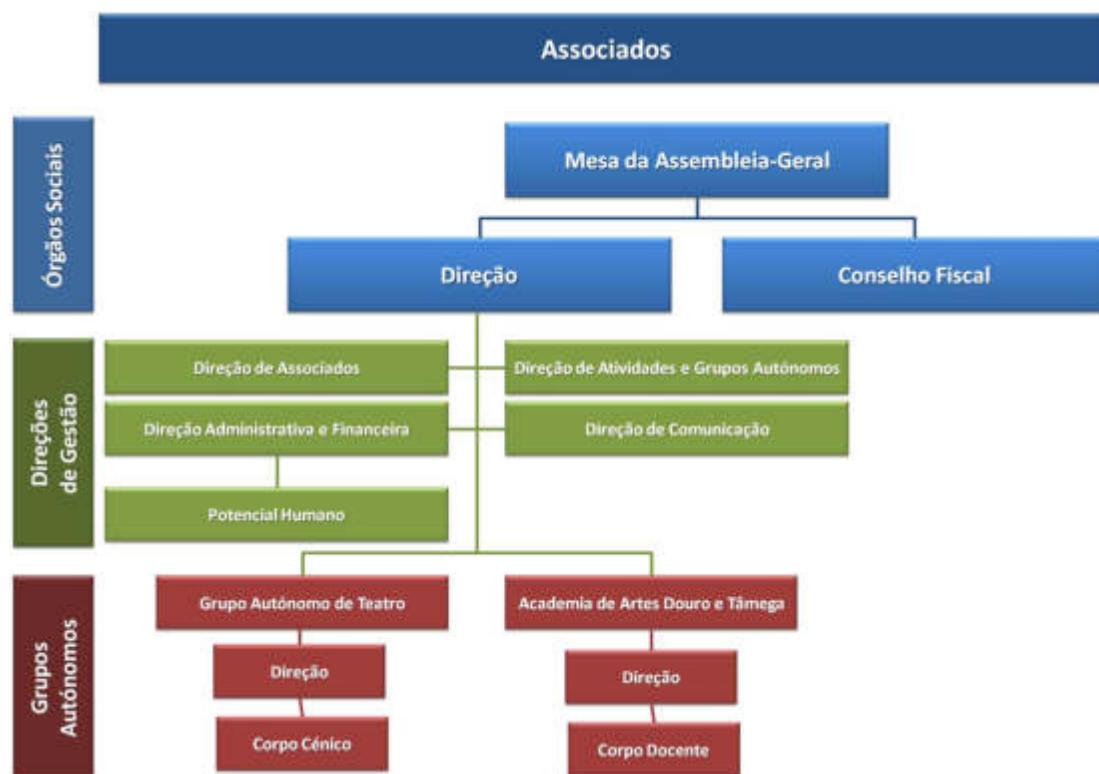 Associados
Órgãos Sociais
Mesa da Assembleia-Geral
Direção
Conselho Fiscal
Direções
de Gestão
Direção de Associados
Direção de Atividades e Grupos Autónomos
Direção Administrativa e Financeira
Direção de Comunicação
Potencial Humano
Grupos
Autónomos
Grupo Autónomo de Teatro
Academia de Artes Douro e Tâmega
Direção
Direção
Corpo Cénico
Corpo Docente